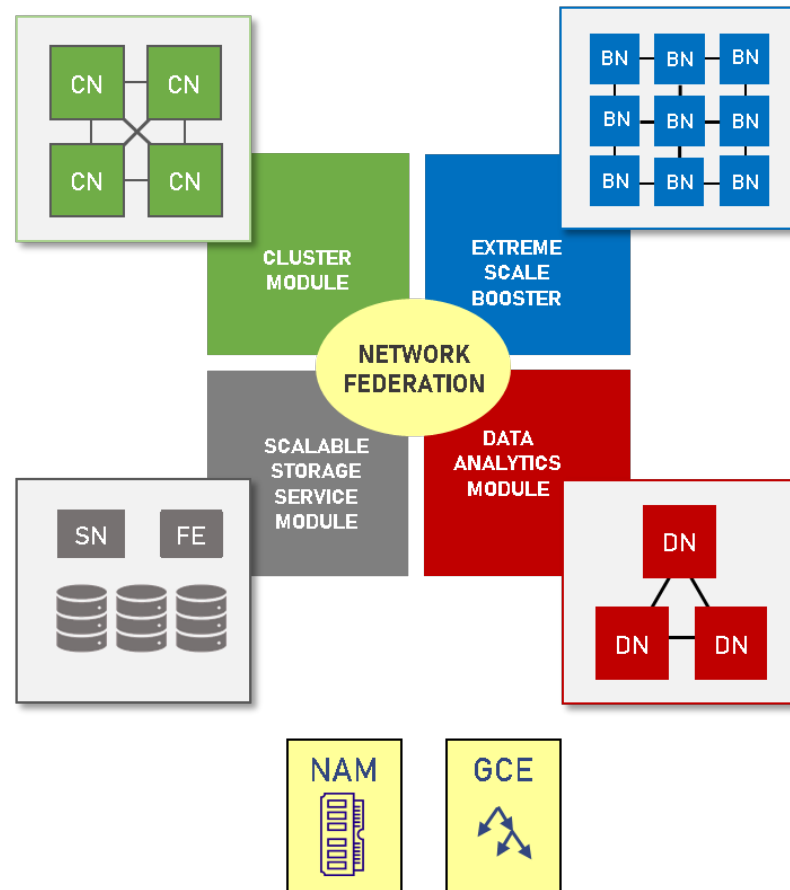 CN CN
CN CN
BN BN BN
BN BN BN
BN BN BN
CLUSTER
MODULE
EXTREME
SCALE
BOOSTER
NETWORK
FEDERATION
SCALABLE
STORAGE
SERVICE
MODULE
DATA
ANALYTICS
MODULE
SN FE
DN
DN DN
NAM
GCE